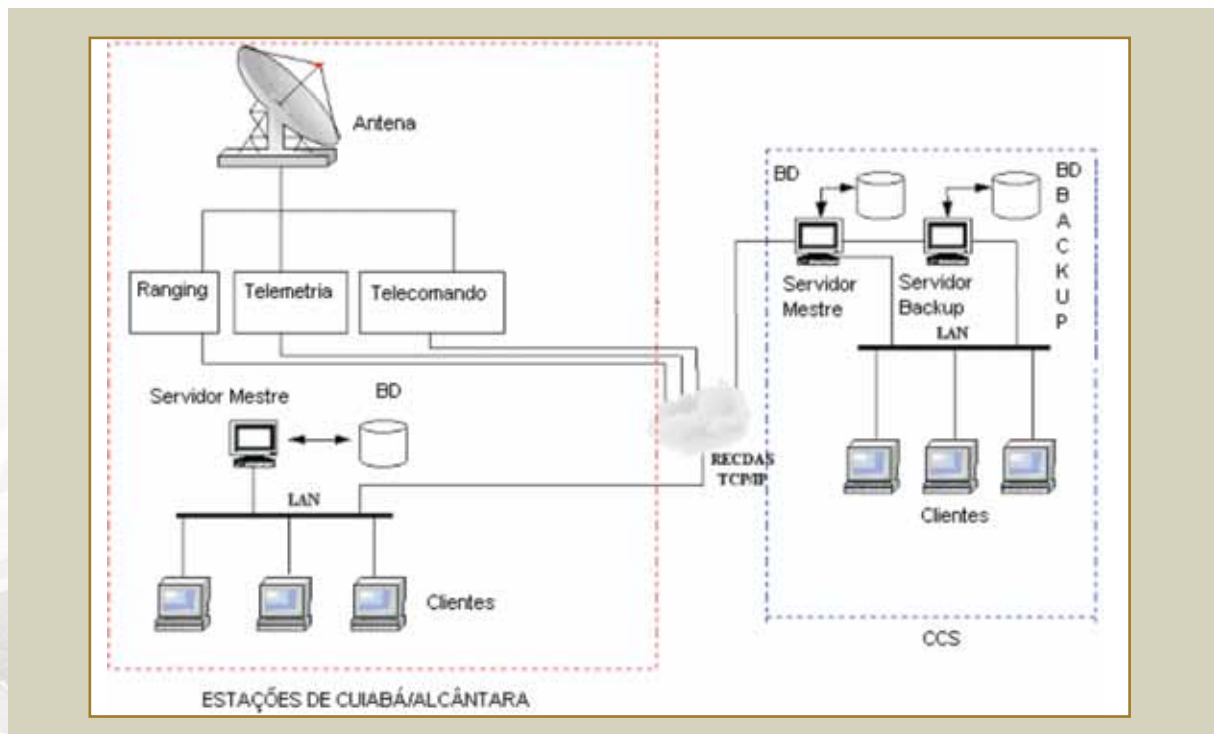 Antena
Ranging
Telemetria
Telecomando
Servidor Mestre
BD
LAN
Clientes
ESTAÇÕES DE CUIABÁ/ALCÂNTARA
RECDAS
TCP/IP
BD
BD
B
A
C
K
U
P
Servidor
Mestre
Servidor
Backup
LAN
Clientes
CCS